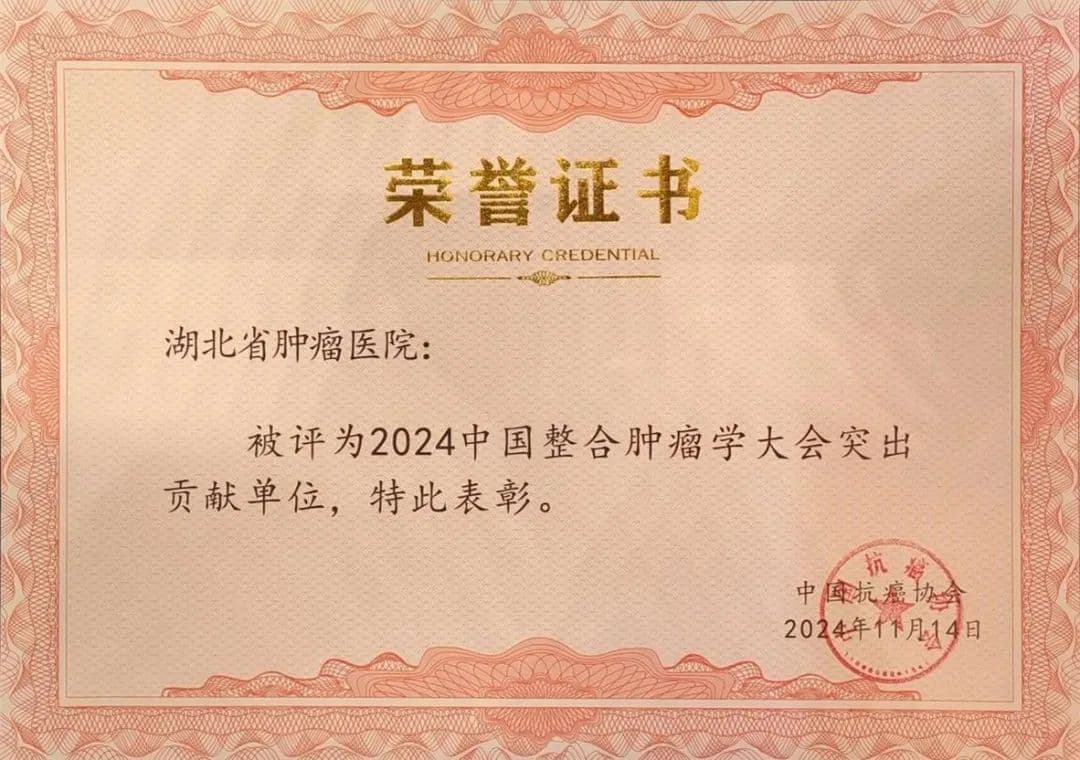 荣誉证书
HONORARY CREDENTIAL
湖北省肿瘤医院：
被评为2024中国整合肿瘤学大会突出
贡献单位，特此表彰。
中国抗癌协会
2024年11月14日